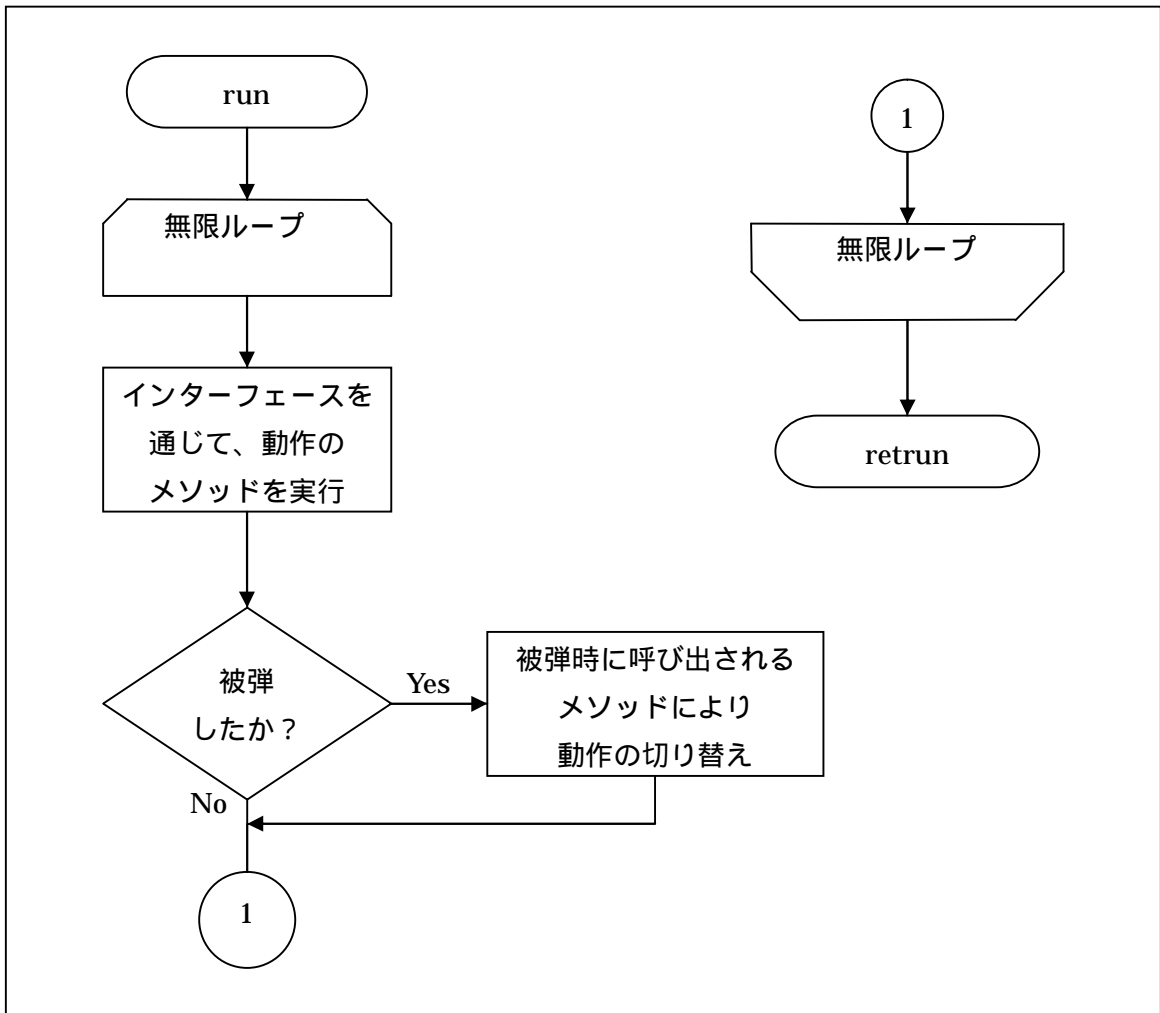 run
無限ループ
インターフェースを
通じて、動作の
メソッドを実行
被弾
したか？
Yes
被弾時に呼び出される
メソッドにより
動作の切り替え
No
1
1
無限ループ
retrun